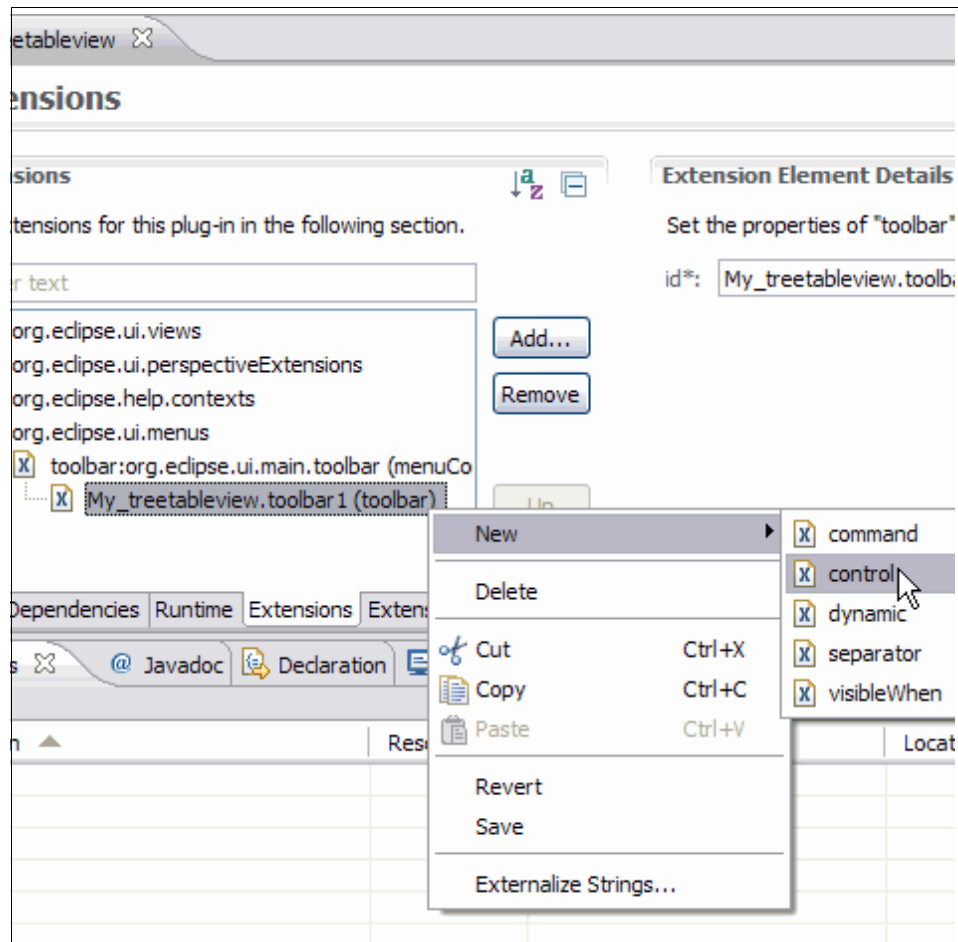 etableview
ensions
sions
Extension Element Details
tensions for this plug-in in the following section.
Set the properties of "toolbar"
r text
id*: My_treetableview.toolba
org.eclipse.ui.views
org.eclipse.ui.perspectiveExtensions
org.eclipse.help.contexts
org.eclipse.ui.menus
toolbar:org.eclipse.ui.main.toolbar (menuCo
My_treetableview.toolbar1 (toolbar)
Add...
Remove
Up
New
Delete
Cut Ctrl+X
Copy Ctrl+C
Paste Ctrl+V
Revert
Save
Externalize Strings...
command
control
dynamic
separator
visibleWhen
Dependencies Runtime Extensions Extens
s @ Javadoc Declaration
n Reso Locat